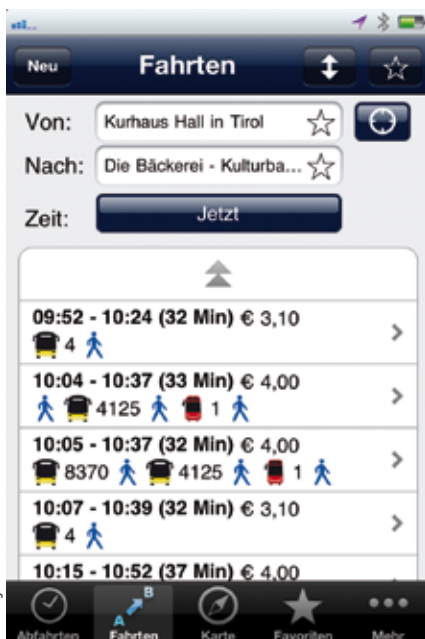 Neu Fahrten
Von: Kurhaus Hall in Tirol
Nach: Die Bäckerei - Kulturba...
Zeit: Jetzt
09:52 - 10:24 (32 Min) € 3,10
4
10:04 - 10:37 (33 Min) € 4,00
4125 1
10:05 - 10:37 (32 Min) € 4,00
8370 4125 1
10:07 - 10:39 (32 Min) € 3,10
4
10:15 - 10:52 (37 Min) € 4,00
A B
Abfahrten Fahrten Karte Favoriten Mehr